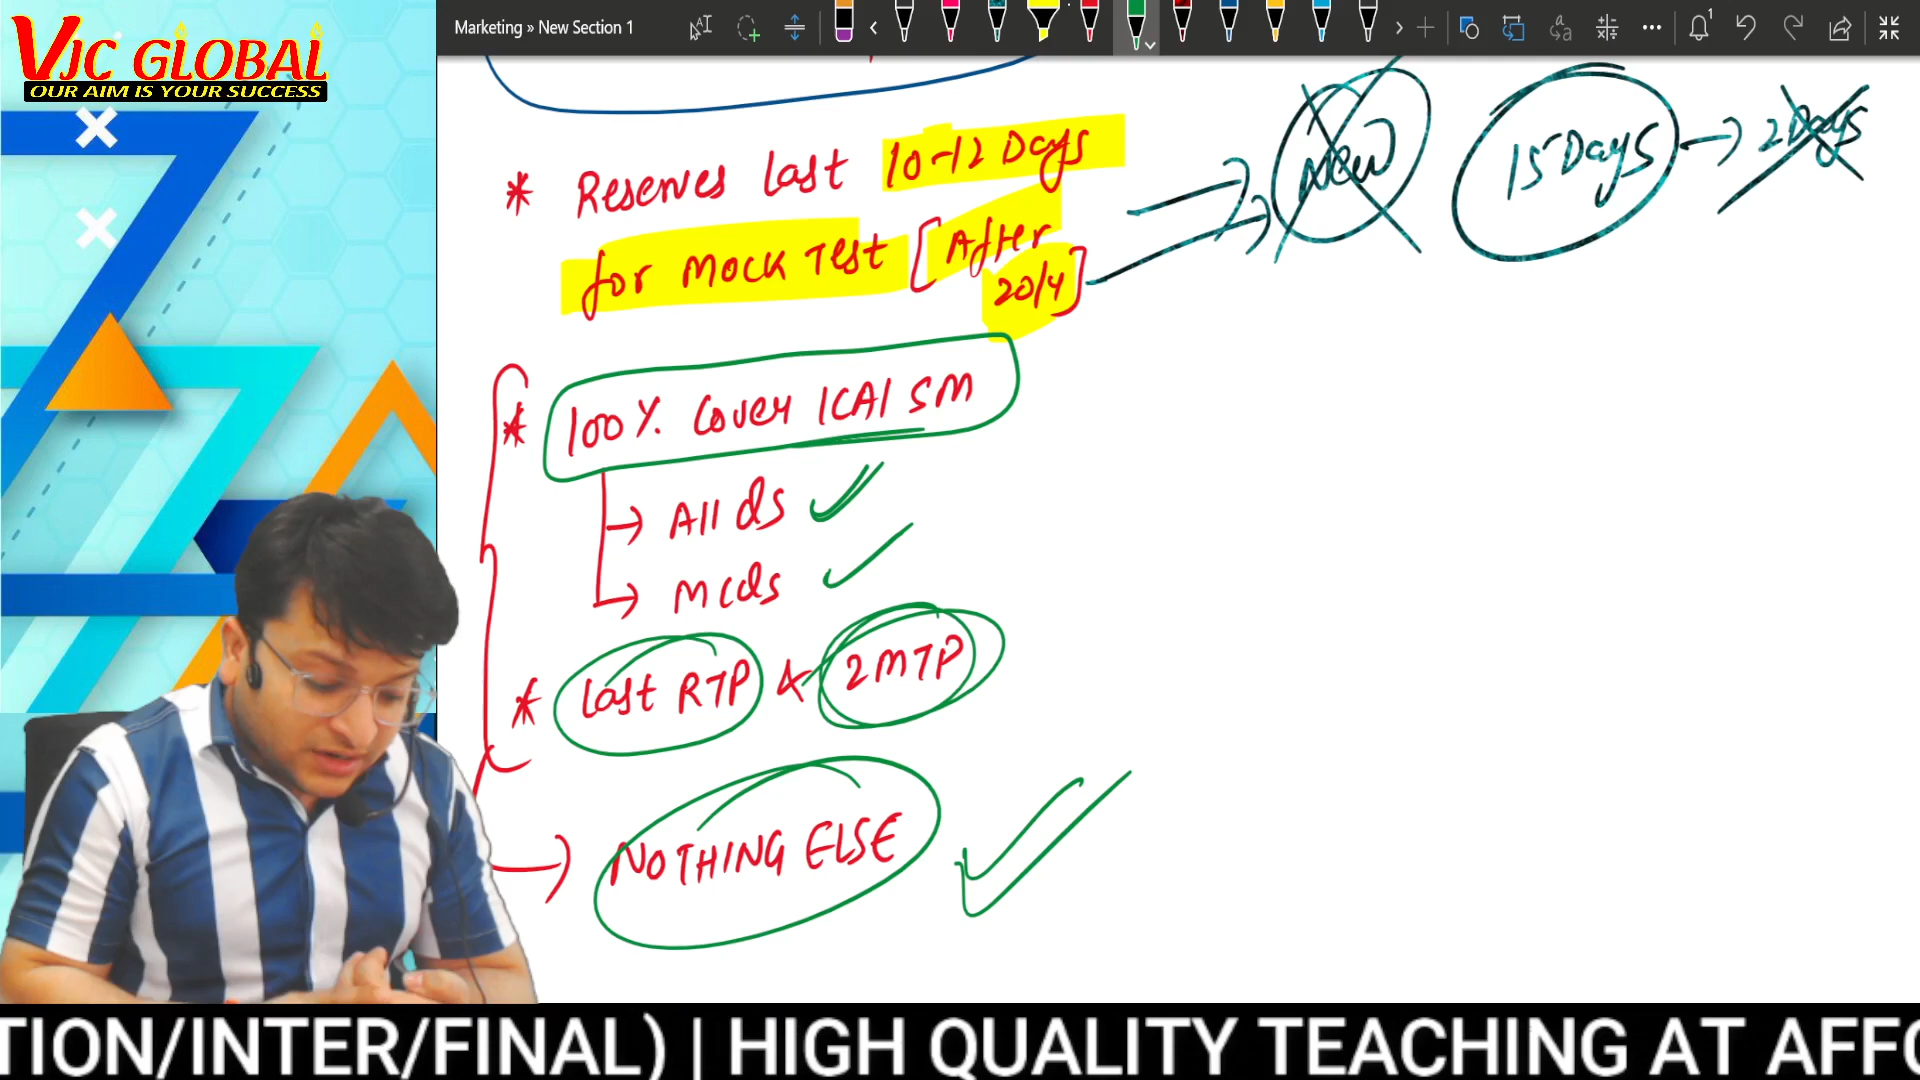 VJC GLOBAL
OUR AIM IS YOUR SUCCESS
Marketing » New Section 1
* Reserves last 10-12 Days
for Mock Test [After
20/4]
New
15 Days → 2 Days
* 100% Cover ICAI SM
→ All Qs
→ MCQs
* last RTP & 2 MTP
→ NOTHING ELSE
TION/INTER/FINAL) | HIGH QUALITY TEACHING AT AFFO